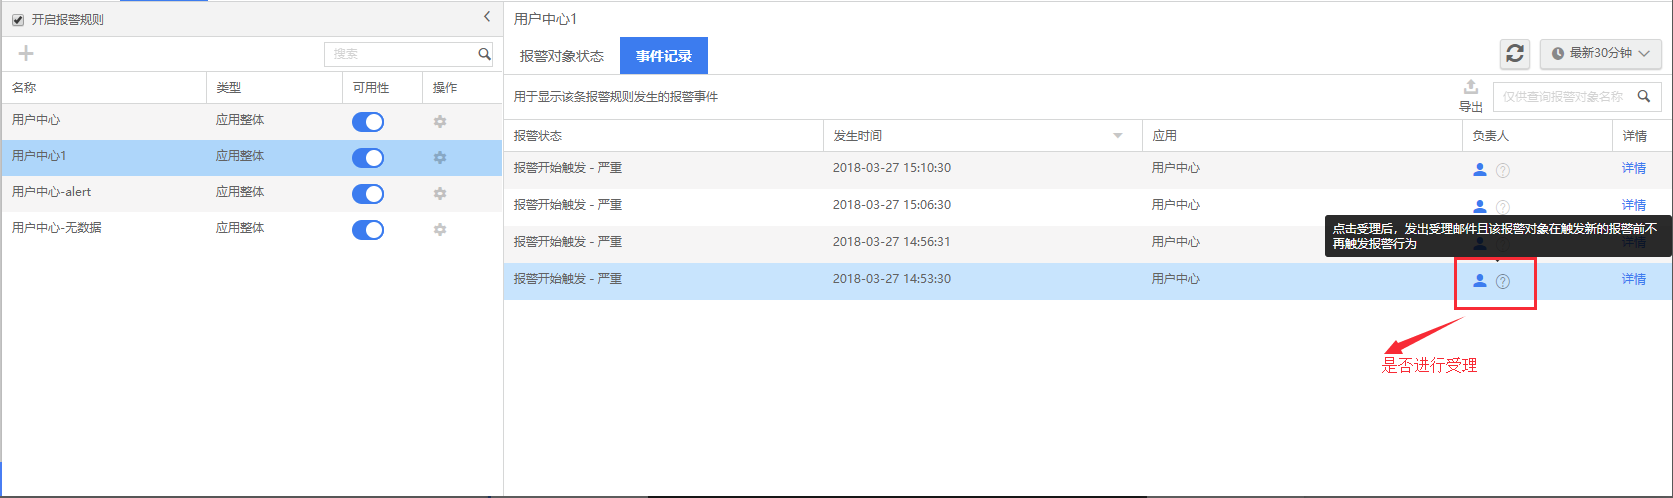 开启报警规则
搜索
名称 类型 可用性 操作
用户中心 应用整体
用户中心1 应用整体
用户中心-alert 应用整体
用户中心-无数据 应用整体
用户中心1
报警对象状态 事件记录 最新30分钟
用于显示该条报警规则发生的报警事件 导出 仅供查询报警对象名称
报警状态 发生时间 应用 负责人 详情
报警开始触发 - 严重 2018-03-27 15:10:30 用户中心 详情
报警开始触发 - 严重 2018-03-27 15:06:30 用户中心 详情
报警开始触发 - 严重 2018-03-27 14:56:31 用户中心
点击受理后，发出受理邮件且该报警对象在触发新的报警前不
再触发报警行为
报警开始触发 - 严重 2018-03-27 14:53:30 用户中心 详情
是否进行受理